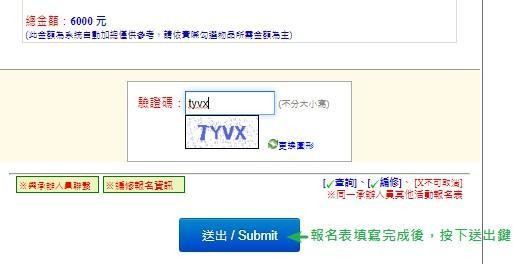 總金額：6000 元
(此金額為系統自動加總僅供參考，請依實際勾選物品所需金額為主)
驗證碼：tyvx (不分大小寫)
TYVX 更換圖形
※與承辦人員聯繫 ※編修報名資訊 [✓查詢]、[✓編修]、[X不可取消]
※同一承辦人員其他活動報名表
送出 / Submit 報名表填寫完成後，按下送出鍵